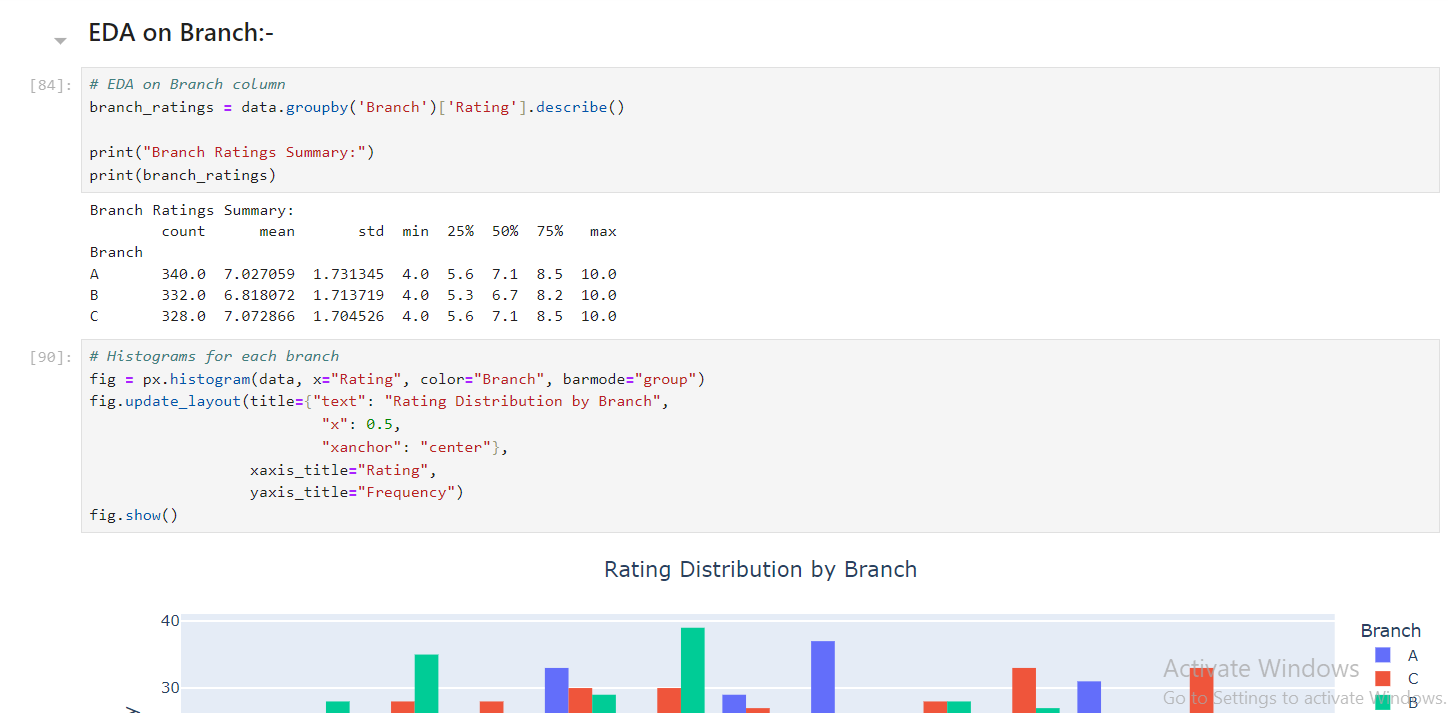 EDA on Branch:-
[84]:
# EDA on Branch column
branch_ratings = data.groupby('Branch')['Rating'].describe()
print("Branch Ratings Summary:")
print(branch_ratings)
Branch Ratings Summary:
count mean std min 25% 50% 75% max
Branch
A 340.0 7.027059 1.731345 4.0 5.6 7.1 8.5 10.0
B 332.0 6.818072 1.713719 4.0 5.3 6.7 8.2 10.0
C 328.0 7.072866 1.704526 4.0 5.6 7.1 8.5 10.0
[90]:
# Histograms for each branch
fig = px.histogram(data, x="Rating", color="Branch", barmode="group")
fig.update_layout(title={"text": "Rating Distribution by Branch",
"x": 0.5,
"xanchor": "center"},
xaxis_title="Rating",
yaxis_title="Frequency")
fig.show()
Rating Distribution by Branch
40
30
Branch
A
C
B
Activate Windows
Go to Settings to activate Windows.